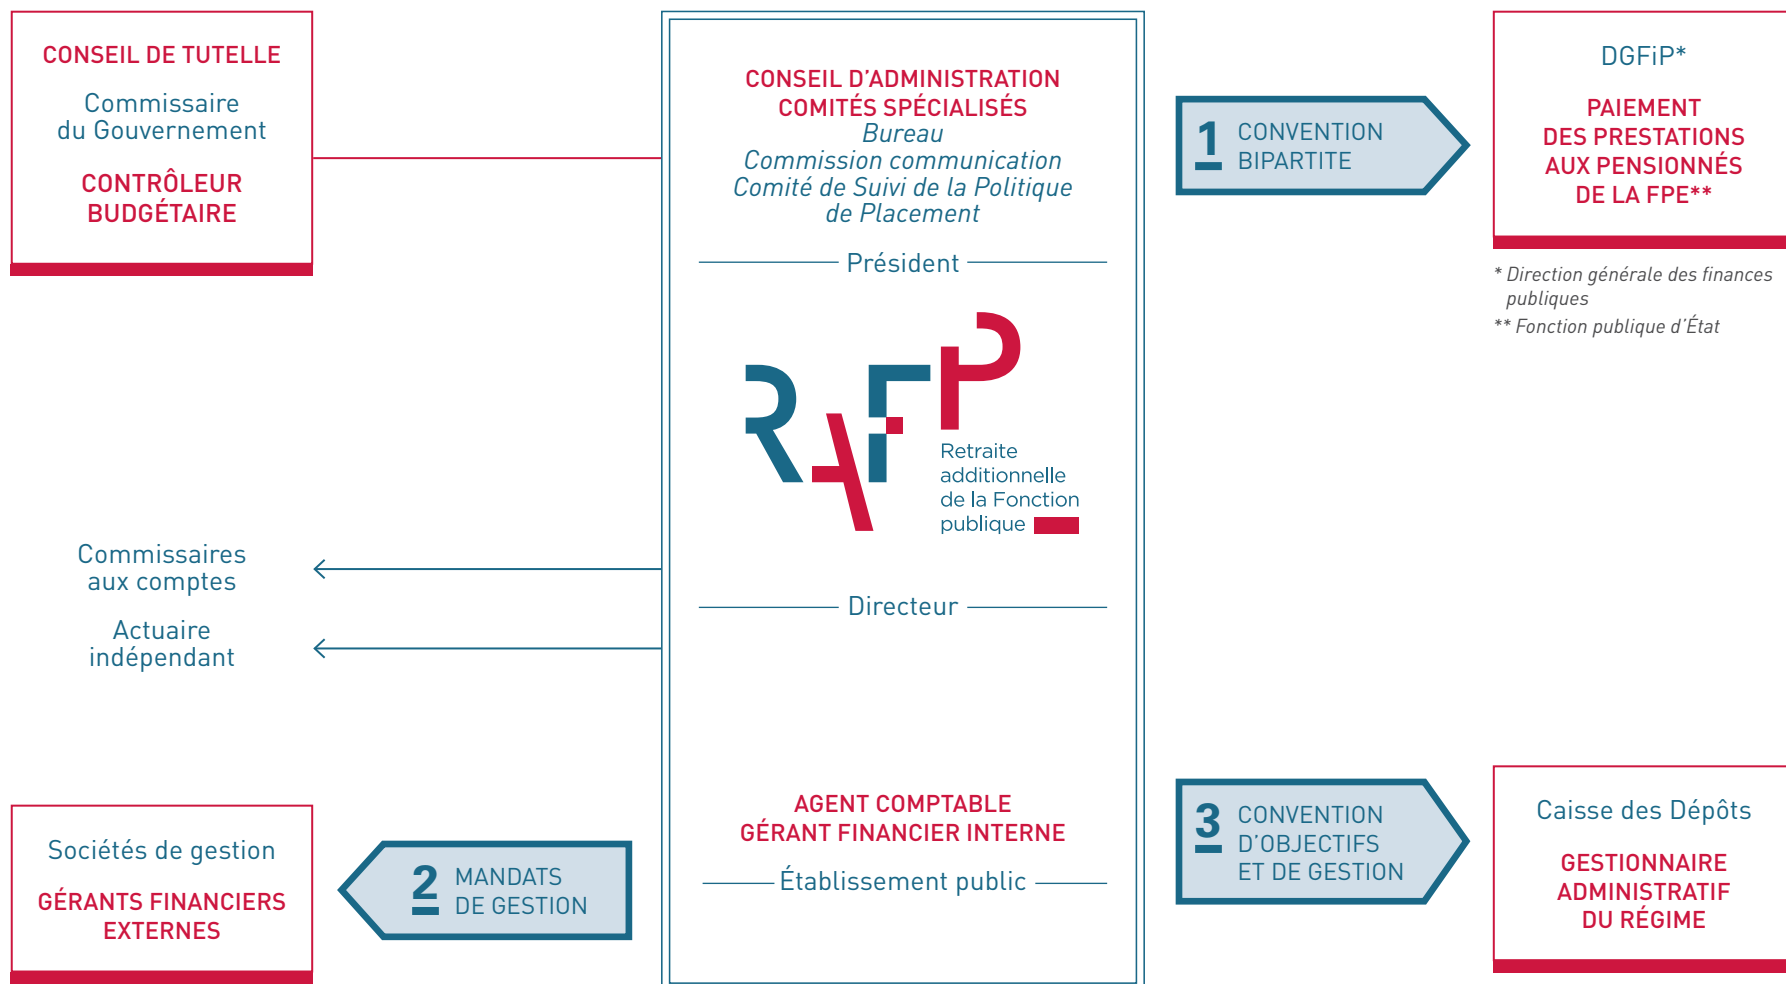 CONSEIL DE TUTELLE
Commissaire
du Gouvernement
CONTRÔLEUR
BUDGÉTAIRE
CONSEIL D'ADMINISTRATION
COMITÉS SPÉCIALISÉS
Bureau
Commission communication
Comité de Suivi de la Politique
de Placement
Président
RAFP
Retraite
additionnelle
de la Fonction
publique
Directeur
AGENT COMPTABLE
GÉRANT FINANCIER INTERNE
Établissement public
1 CONVENTION
BIPARTITE
DGFiP*
PAIEMENT
DES PRESTATIONS
AUX PENSIONNÉS
DE LA FPE**
* Direction générale des finances
publiques
** Fonction publique d'État
Commissaires
aux comptes
Actuaire
indépendant
Sociétés de gestion
GÉRANTS FINANCIERS
EXTERNES
2 MANDATS
DE GESTION
3 CONVENTION
D'OBJECTIFS
ET DE GESTION
Caisse des Dépôts
GESTIONNAIRE
ADMINISTRATIF
DU RÉGIME